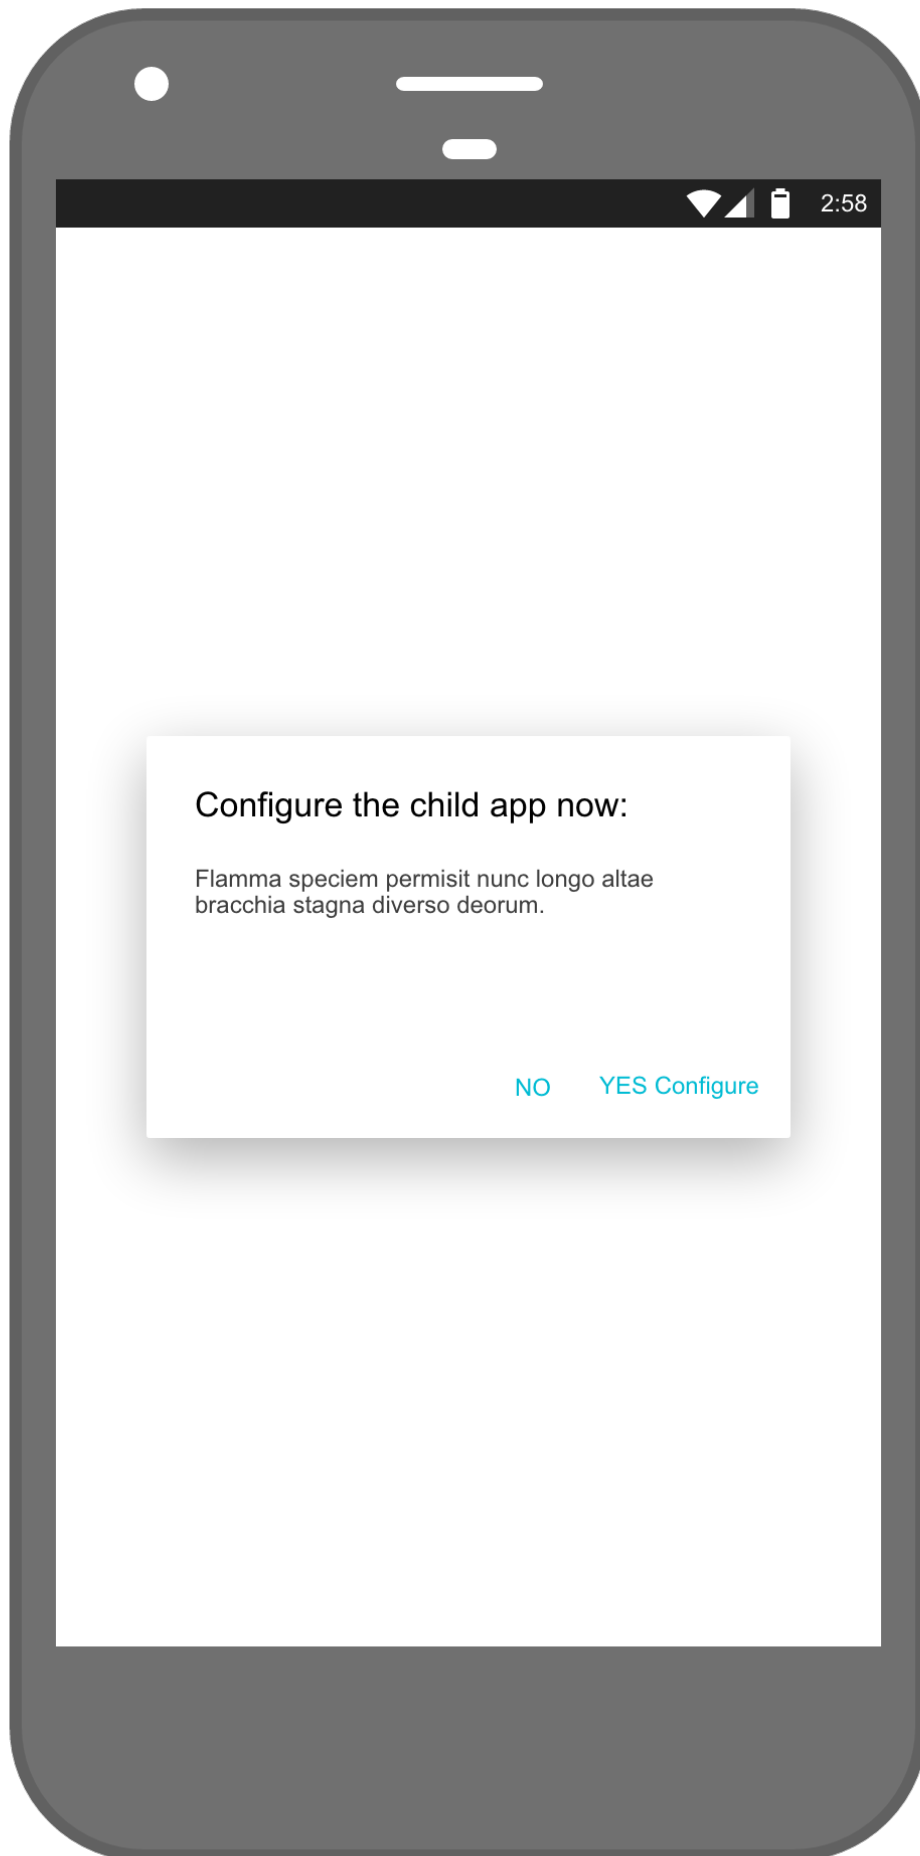 2:58
Configure the child app now:
Flamma speciem permisit nunc longo altae
bracchia stagna diverso deorum.
NO YES Configure